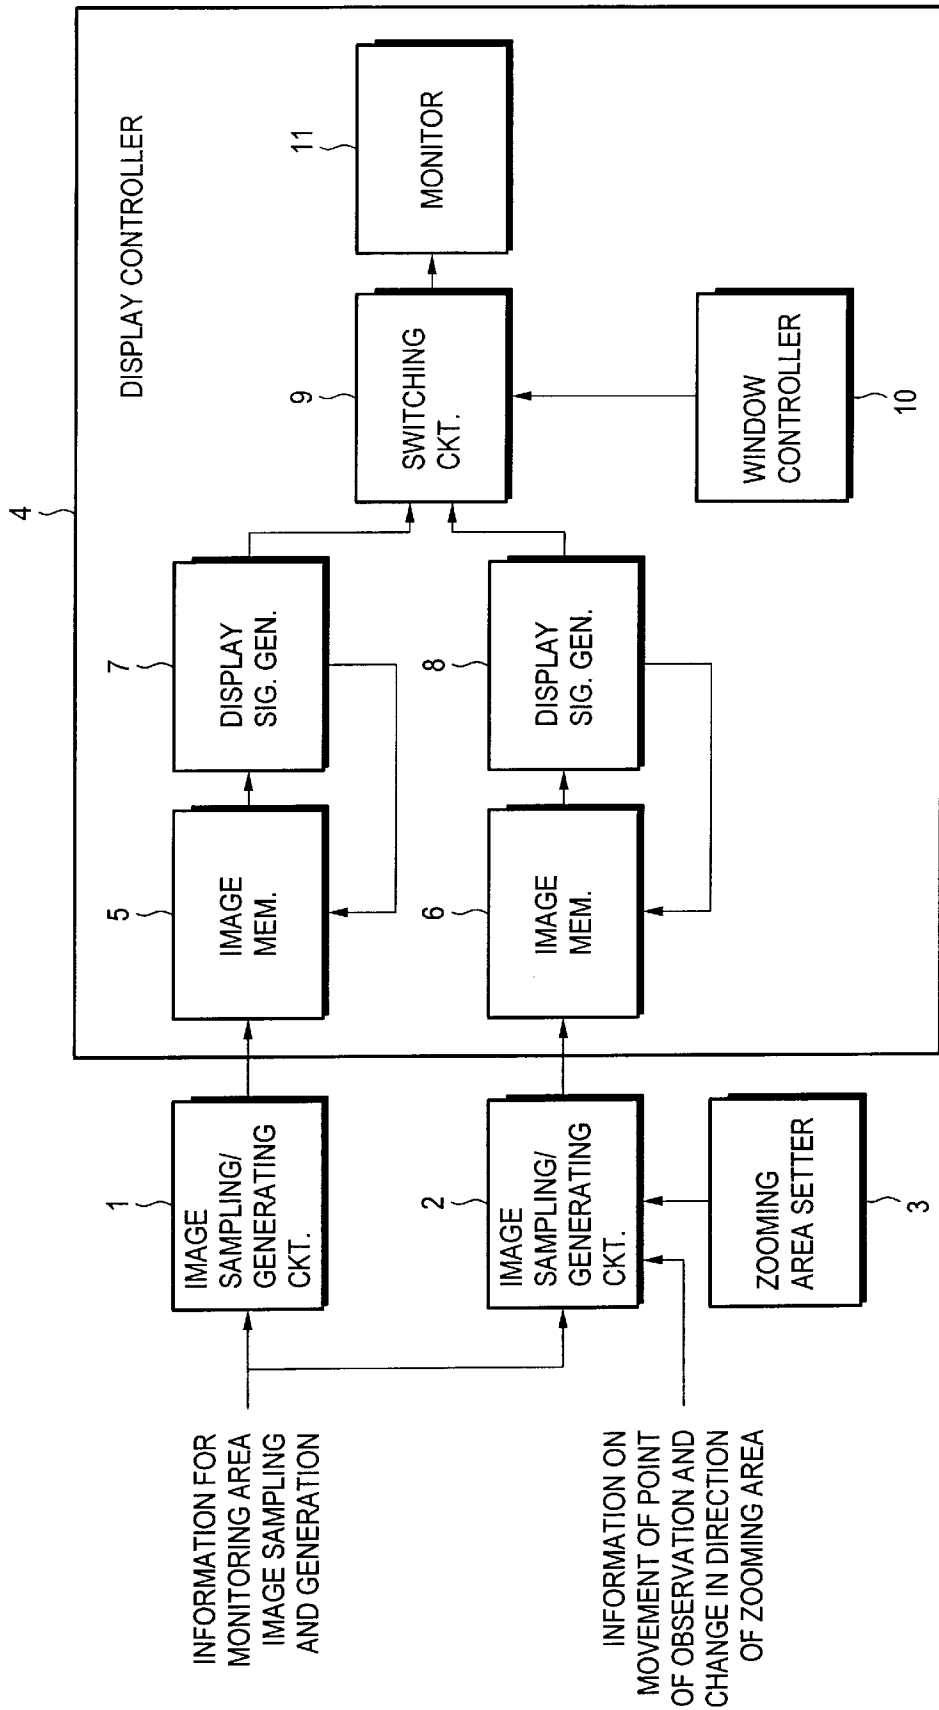 4
DISPLAY CONTROLLER
INFORMATION FOR
MONITORING AREA
IMAGE SAMPLING
AND GENERATION
1
IMAGE
SAMPLING/
GENERATING
CKT.
5
IMAGE
MEM.
7
DISPLAY
SIG. GEN.
9
SWITCHING
CKT.
11
MONITOR
INFORMATION ON
MOVEMENT OF POINT
OF OBSERVATION AND
CHANGE IN DIRECTION
OF ZOOMING AREA
2
IMAGE
SAMPLING/
GENERATING
CKT.
6
IMAGE
MEM.
8
DISPLAY
SIG. GEN.
ZOOMING
AREA SETTER
3
WINDOW
CONTROLLER
10